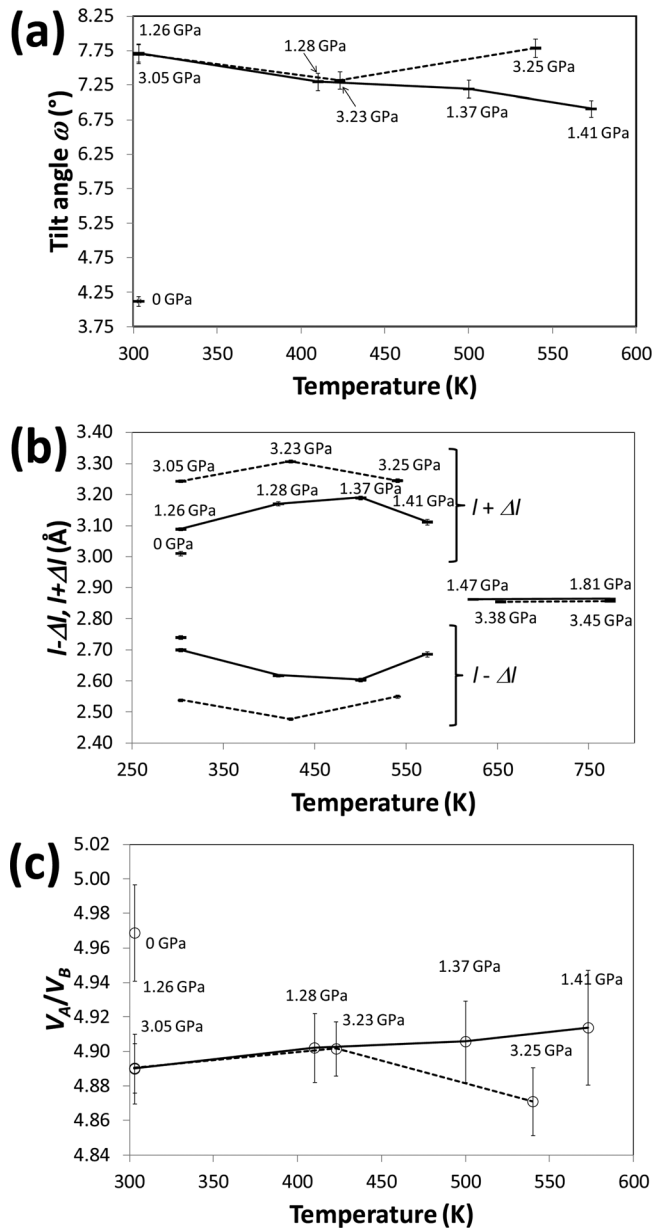 (a)
8.25
7.75
7.25
6.75
6.25
5.75
5.25
4.75
4.25
3.75
Tilt angle ω (°)
1.26 GPa
3.05 GPa
1.28 GPa
3.23 GPa
1.37 GPa
3.25 GPa
1.41 GPa
0 GPa
300 350 400 450 500 550 600
Temperature (K)
(b)
3.40
3.30
3.20
3.10
3.00
2.90
2.80
2.70
2.60
2.50
2.40
l-Δl, l+Δl (Å)
3.05 GPa
3.23 GPa
3.25 GPa
1.26 GPa
1.28 GPa
1.37 GPa
1.41 GPa
0 GPa
l + Δl
1.47 GPa
1.81 GPa
3.38 GPa
3.45 GPa
l - Δl
250 350 450 550 650 750
Temperature (K)
(c)
5.02
5.00
4.98
4.96
4.94
4.92
4.90
4.88
4.86
4.84
VA/VB
0 GPa
1.26 GPa
3.05 GPa
1.28 GPa
3.23 GPa
1.37 GPa
1.41 GPa
3.25 GPa
300 350 400 450 500 550 600
Temperature (K)